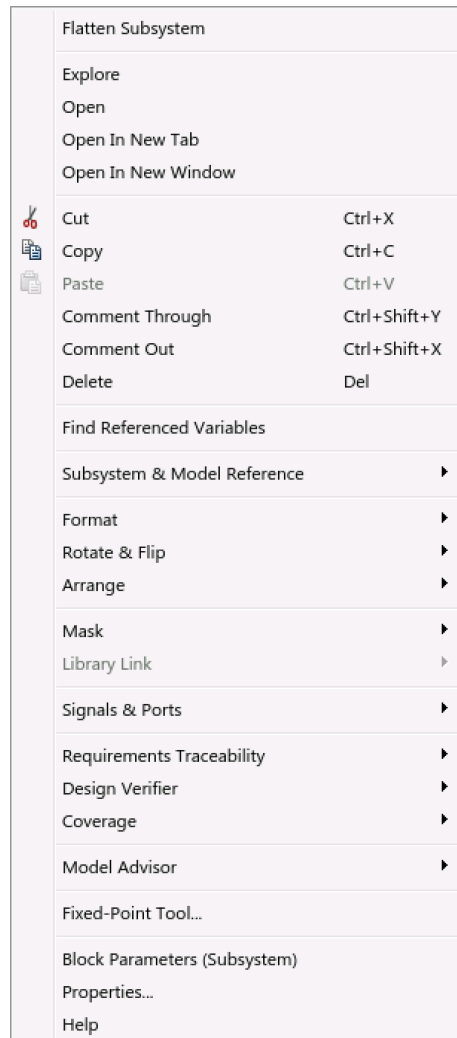 Flatten Subsystem
Explore
Open
Open In New Tab
Open In New Window
Cut Ctrl+X
Copy Ctrl+C
Paste Ctrl+V
Comment Through Ctrl+Shift+Y
Comment Out Ctrl+Shift+X
Delete Del
Find Referenced Variables
Subsystem & Model Reference
Format
Rotate & Flip
Arrange
Mask
Library Link
Signals & Ports
Requirements Traceability
Design Verifier
Coverage
Model Advisor
Fixed-Point Tool...
Block Parameters (Subsystem)
Properties...
Help